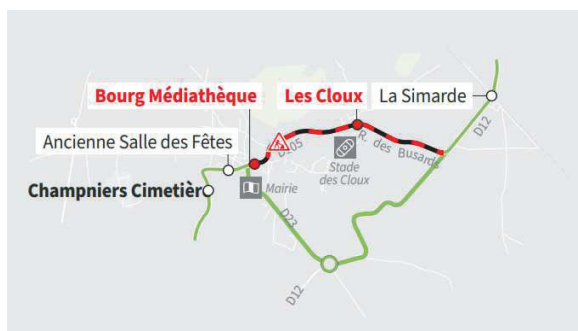 Bourg Médiathèque
Les Cloux
La Simarde
D12
Ancienne Salle des Fêtes
R. des Busards
Stade
des Cloux
Champniers Cimetièr
Mairie
D23
D12